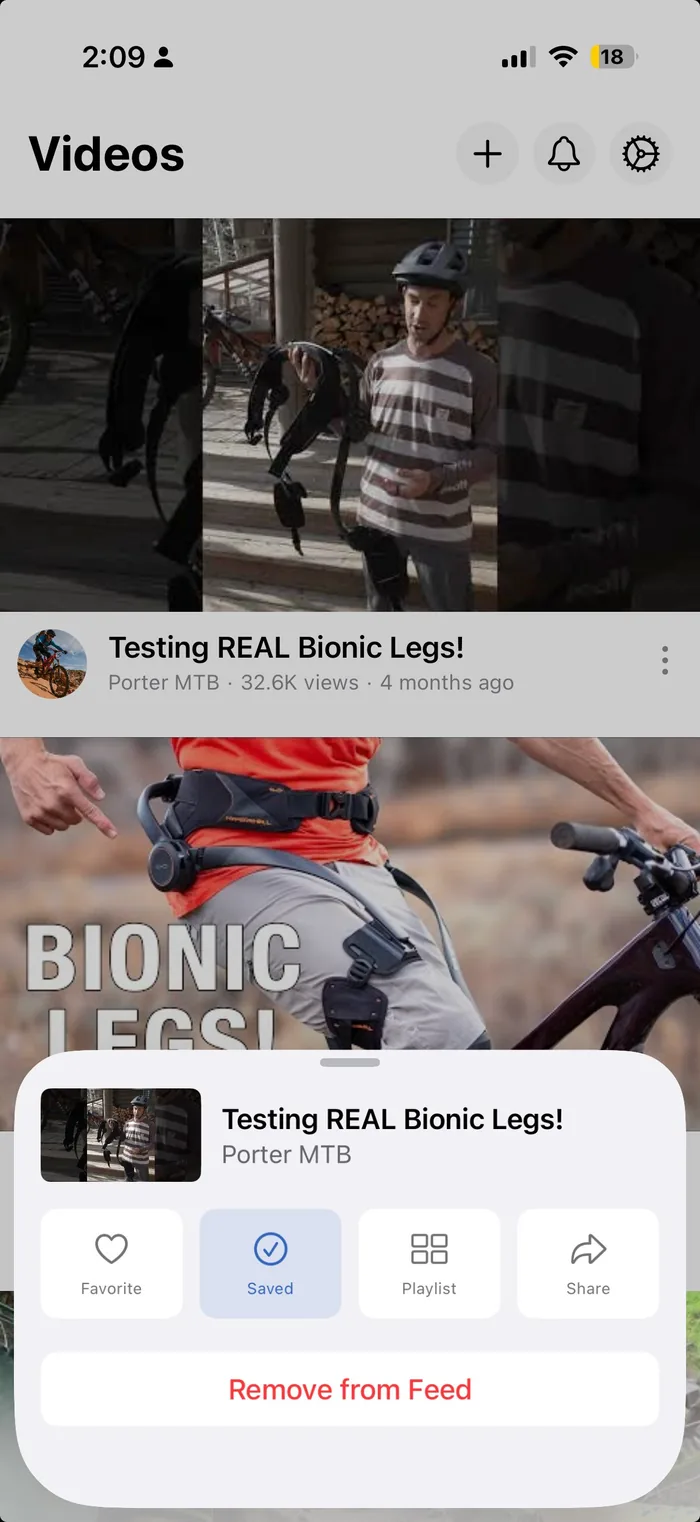 2:09
18
Videos
Testing REAL Bionic Legs!
Porter MTB · 32.6K views · 4 months ago
BIONIC
LEGS!
Testing REAL Bionic Legs!
Porter MTB
Favorite
Saved
Playlist
Share
Remove from Feed